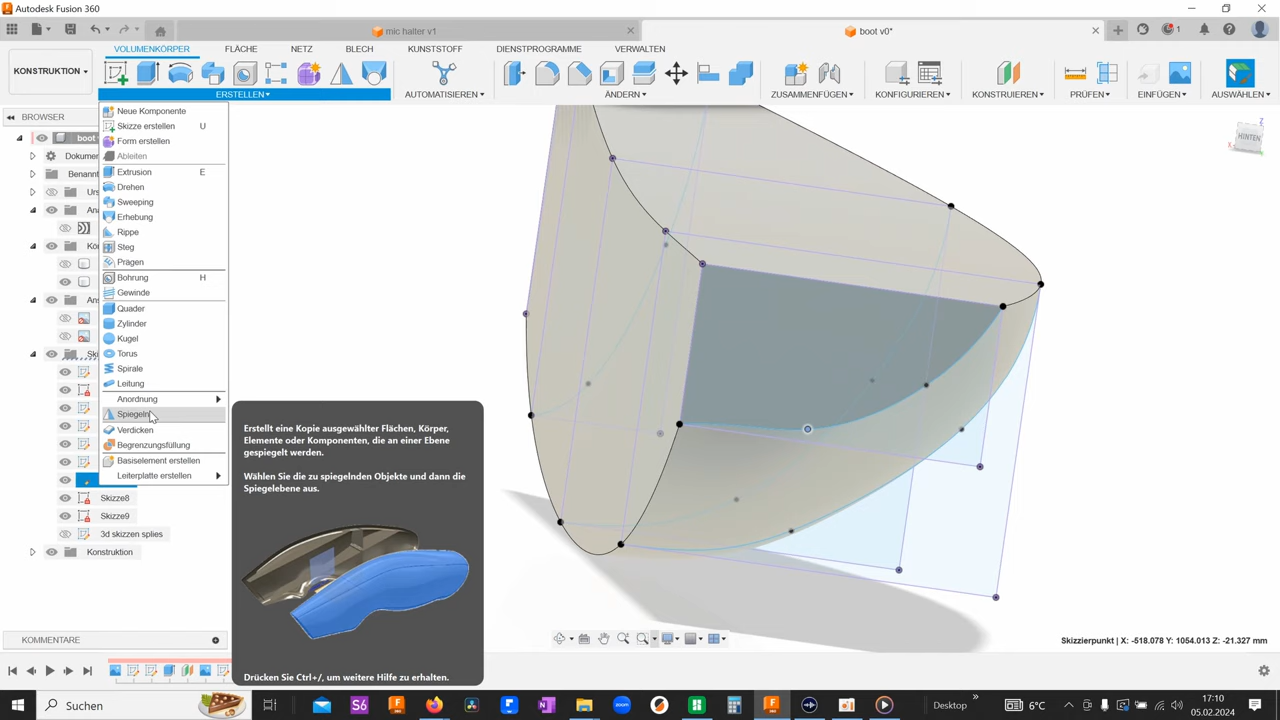 Autodesk Fusion 360
mic halter v1
boot v0*
1
KONSTRUKTION
VOLUMENKÖRPER
FLÄCHE
NETZ
BLECH
KUNSTSTOFF
DIENSTPROGRAMME
VERWALTEN
ERSTELLEN
AUTOMATISIEREN
ÄNDERN
ZUSAMMENFÜGEN
KONFIGURIEREN
KONSTRUIEREN
PRÜFEN
EINFÜGEN
AUSWÄHLEN
BROWSER
boot
Dokum
Benannt
Urs
Ana
Kö
Ans
Ski
Skizze8
Skizze9
3d skizzen splies
Konstruktion
Neue Komponente
Skizze erstellen U
Form erstellen
Ableiten
Extrusion E
Drehen
Sweeping
Erhebung
Rippe
Steg
Prägen
Bohrung H
Gewinde
Quader
Zylinder
Kugel
Torus
Spirale
Leitung
Anordnung
Spiegeln
Verdicken
Begrenzungsfüllung
Basiselement erstellen
Leiterplatte erstellen
Erstellt eine Kopie ausgewählter Flächen, Körper,
Elemente oder Komponenten, die an einer Ebene
gespiegelt werden.
Wählen Sie die zu spiegelnden Objekte und dann die
Spiegelebene aus.
Drücken Sie Ctrl+/, um weitere Hilfe zu erhalten.
Z
X
HINTEN
KOMMENTARE
Skizzierpunkt | X: -518.078 Y: 1054.013 Z: -21.327 mm
Suchen
S6
F
zoom
Desktop
6°C
17:10
05.02.2024